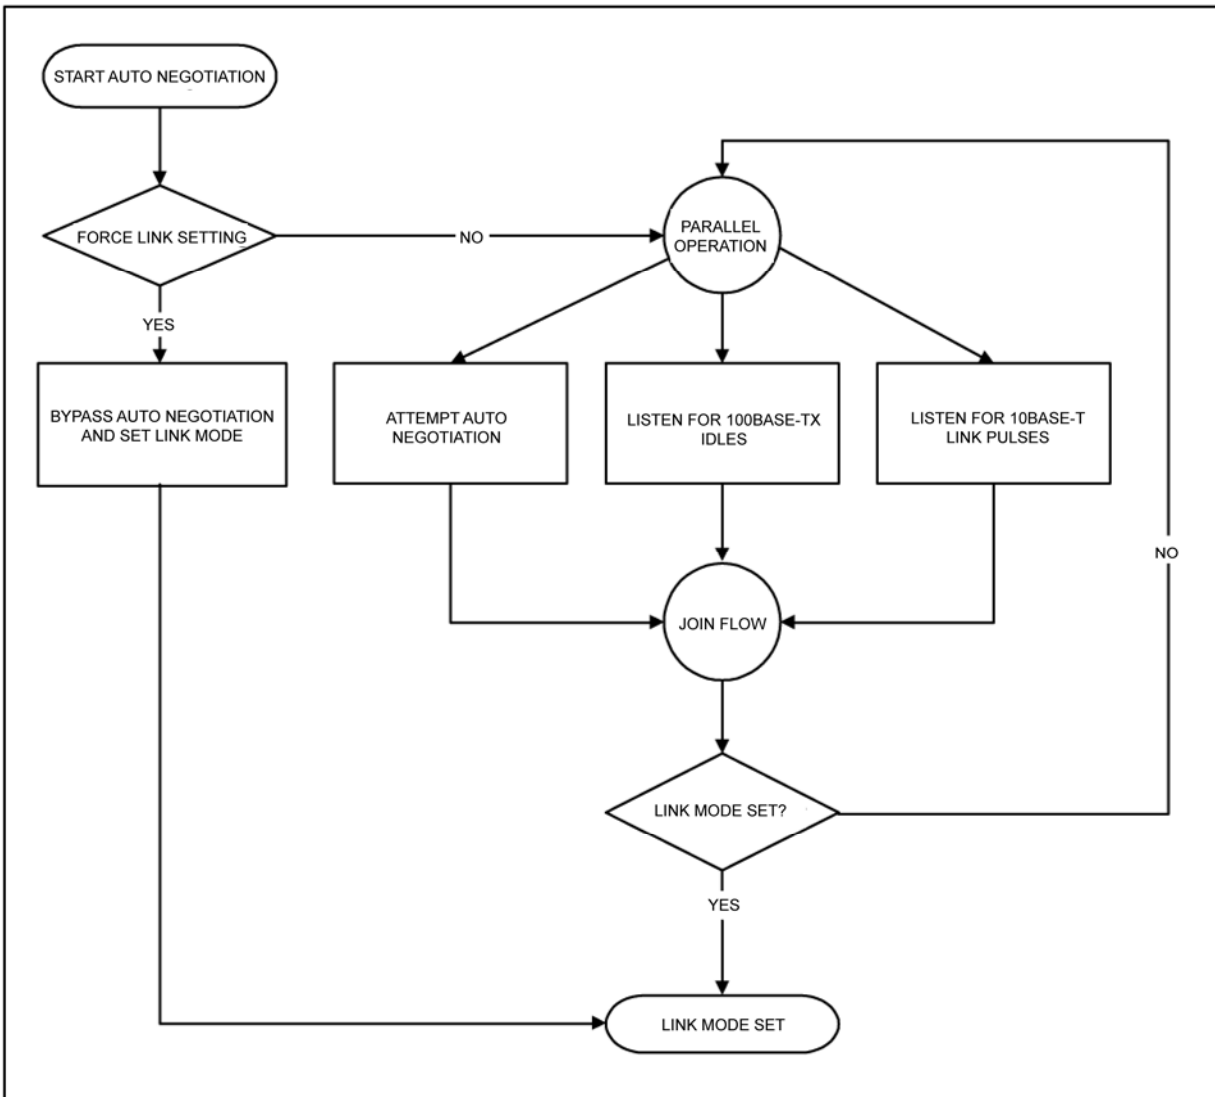 START AUTO NEGOTIATION
FORCE LINK SETTING
NO
PARALLEL
OPERATION
YES
BYPASS AUTO NEGOTIATION
AND SET LINK MODE
ATTEMPT AUTO
NEGOTIATION
LISTEN FOR 100BASE-TX
IDLES
LISTEN FOR 10BASE-T
LINK PULSES
NO
JOIN FLOW
LINK MODE SET?
YES
LINK MODE SET